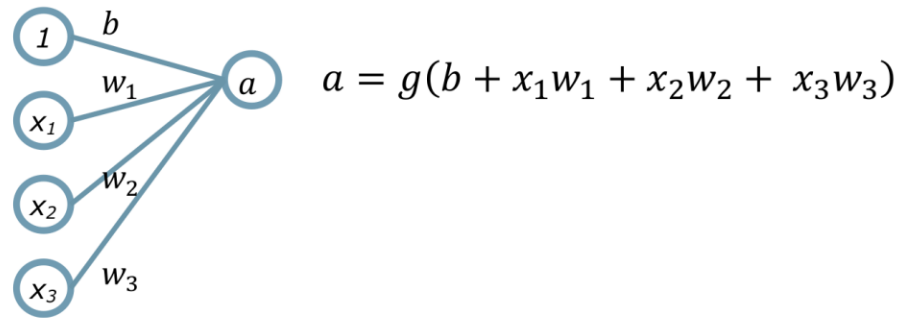 1
b
a
a = g(b + x₁w₁ + x₂w₂ + x₃w₃)
w₁
x₁
w₂
x₂
w₃
x₃